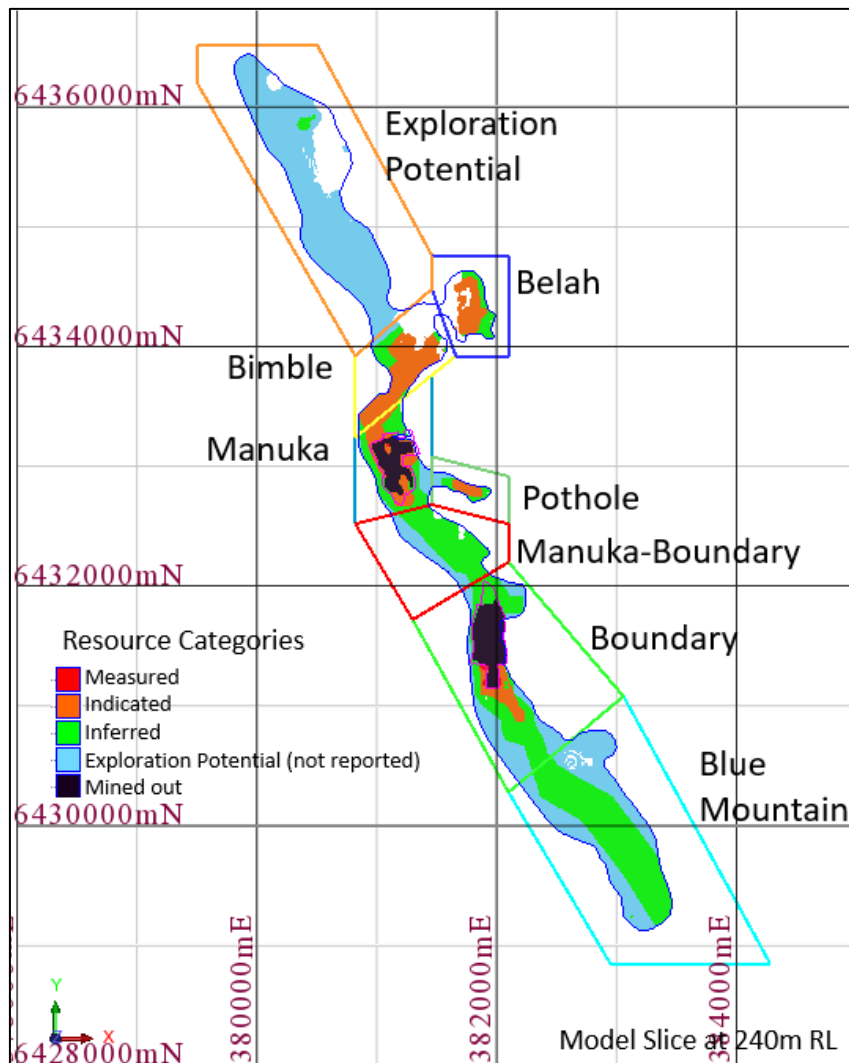 6436000mN
Exploration
Potential
Belah
6434000mN
Bimble
Manuka
Pothole
Manuka-Boundary
6432000mN
Resource Categories
Measured
Indicated
Inferred
Exploration Potential (not reported)
Mined out
Boundary
Blue
Mountain
6430000mN
380000mE
382000mE
Y
X
Model Slice at 240m RL
6428000mN